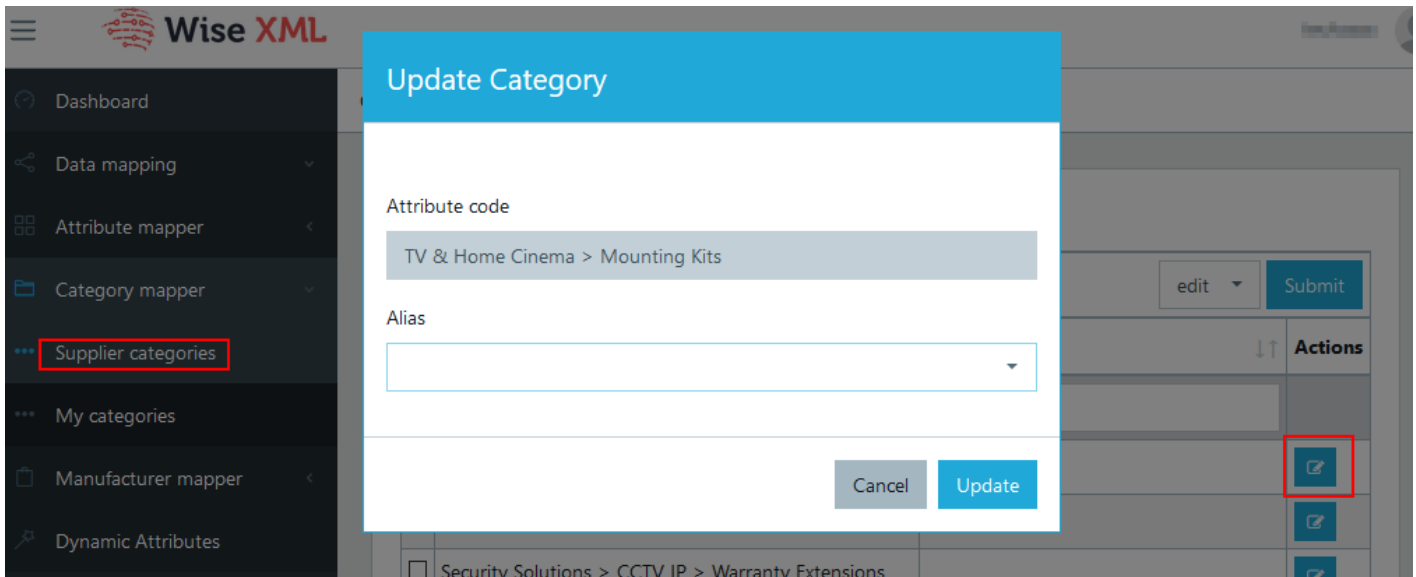 Wise XML
Dashboard
Data mapping
Attribute mapper
Category mapper
Supplier categories
My categories
Manufacturer mapper
Dynamic Attributes
Update Category
Attribute code
TV & Home Cinema > Mounting Kits
Alias
Cancel
Update
edit
Submit
Actions
Security Solutions > CCTV IP > Warranty Extensions